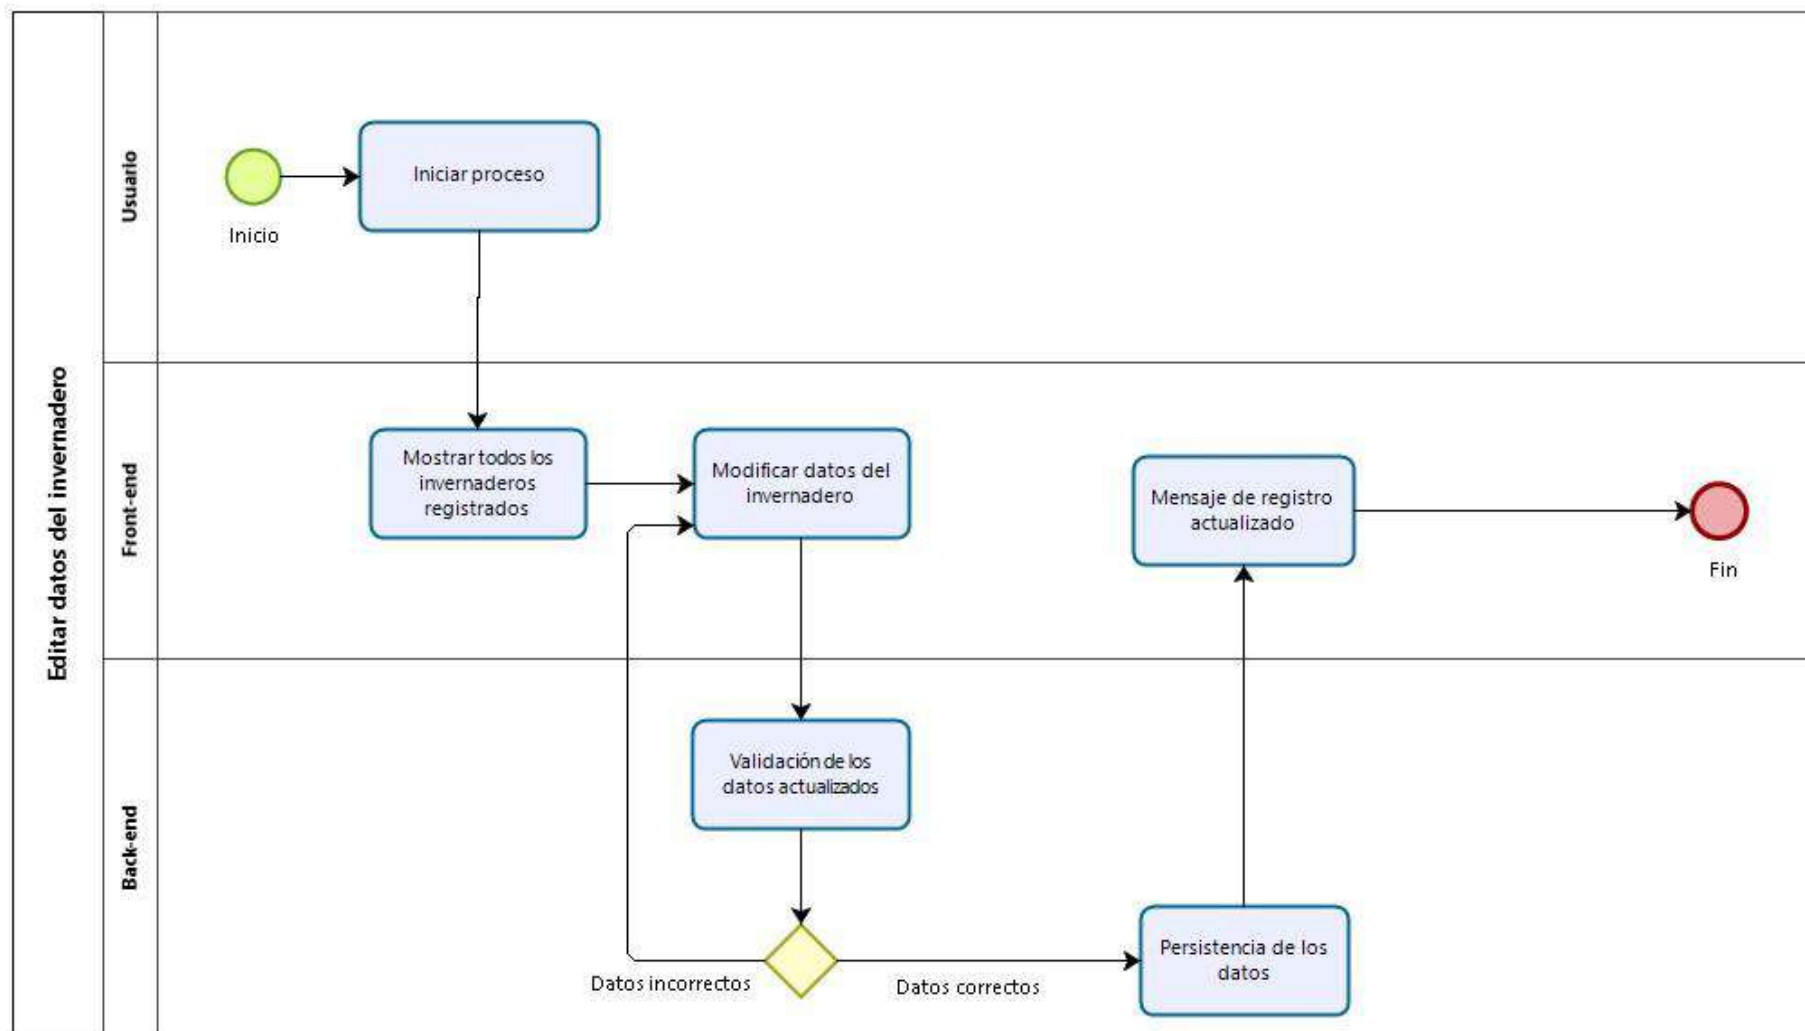 Editar datos del invernadero
Usuario
Inicio
Iniciar proceso
Front-end
Mostrar todos los
invernaderos
registrados
Modificar datos del
invernadero
Mensaje de registro
actualizado
Fin
Back-end
Validación de los
datos actualizados
Datos incorrectos
Datos correctos
Persistencia de los
datos